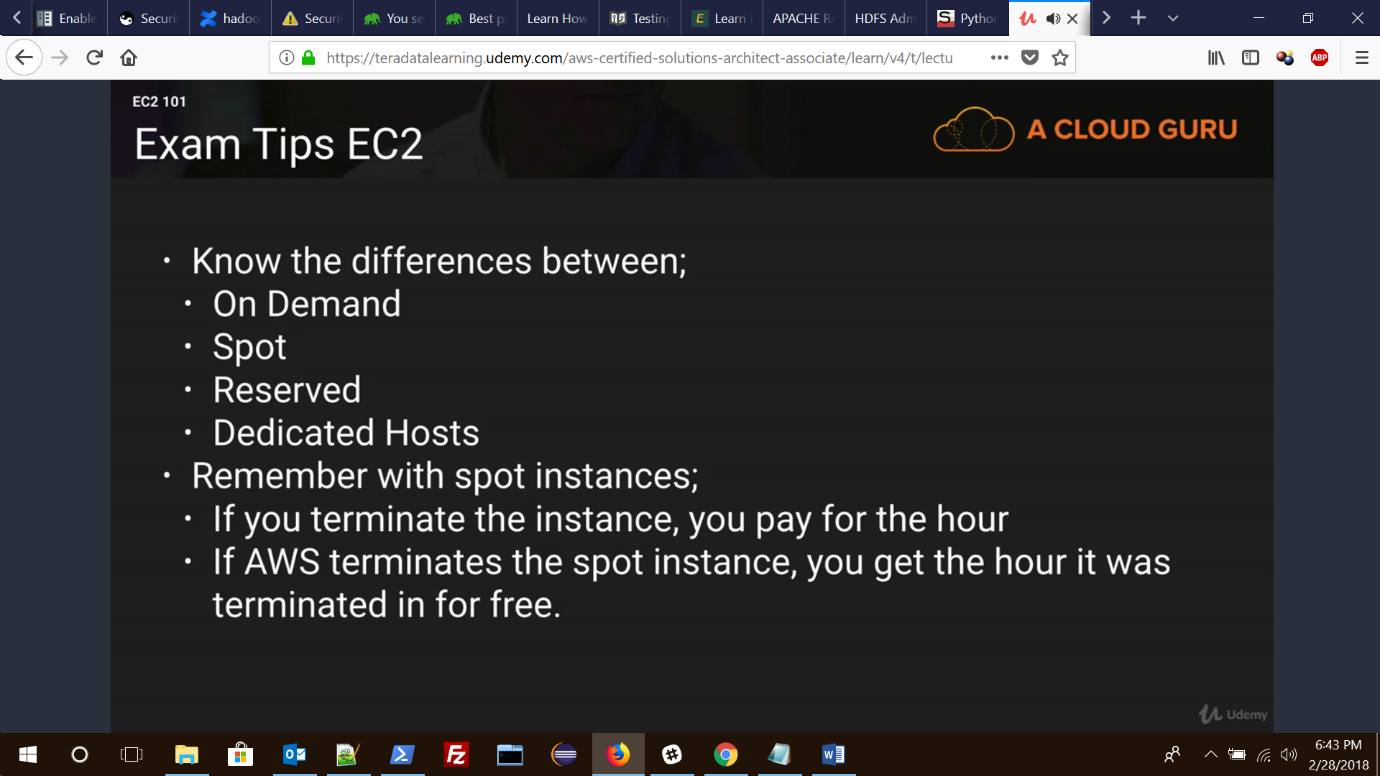 Enable
Securi
hadoo
Securi
You se
Best p
Learn How
Testing
E
Learn
APACHE RA
HDFS Adm
S
Pytho
https://teradatalearning.udemy.com/aws-certified-solutions-architect-associate/learn/v4/t/lectu
ABP
EC2 101
Exam Tips EC2
A CLOUD GURU
• Know the differences between;
• On Demand
• Spot
• Reserved
• Dedicated Hosts
• Remember with spot instances;
• If you terminate the instance, you pay for the hour
• If AWS terminates the spot instance, you get the hour it was
terminated in for free.
Udemy
6:43 PM
2/28/2018